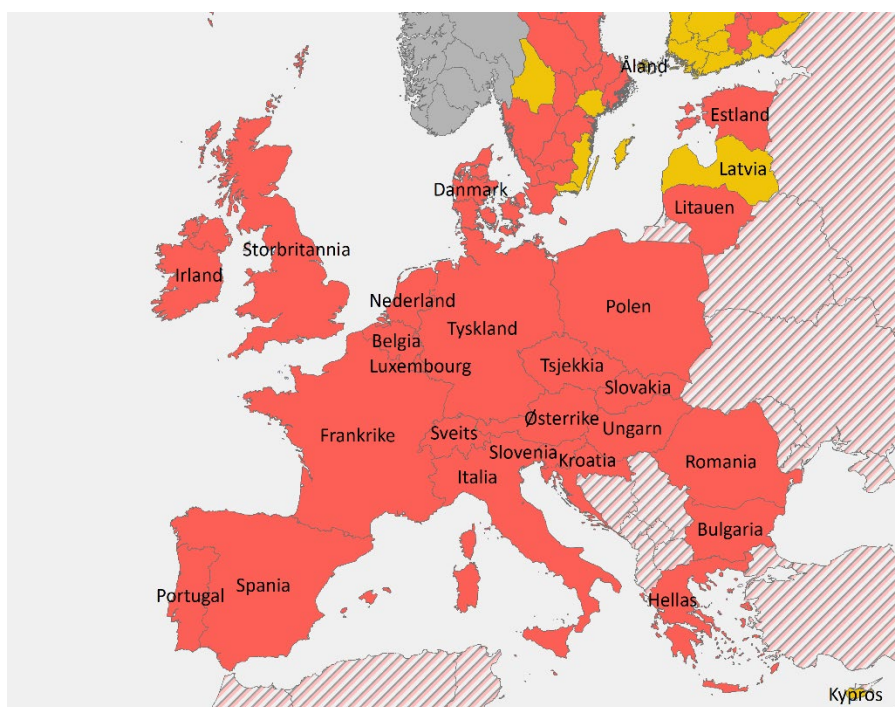 Åland
Estland
Latvia
Litauen
Danmark
Storbritannia
Irland
Nederland
Polen
Tyskland
Belgia
Luxembourg
Tsjekkia
Slovakia
Østerrike
Ungarn
Frankrike
Sveits
Slovenia
Kroatia
Romania
Italia
Bulgaria
Portugal
Spania
Hellas
Kypros